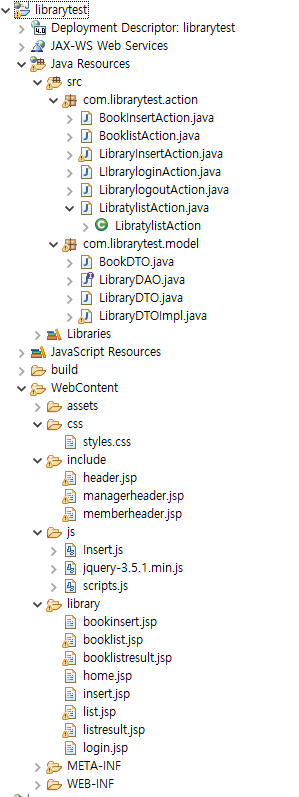 librarytest
Deployment Descriptor: librarytest
JAX-WS Web Services
Java Resources
src
com.librarytest.action
BookInsertAction.java
BooklistAction.java
LibraryInsertAction.java
LIbraryloginAction.java
LibrarylogoutAction.java
LibratylistAction.java
LibratylistAction
com.librarytest.model
BookDTO.java
LibraryDAO.java
LibraryDTO.java
LibraryDTOImpl.java
Libraries
JavaScript Resources
build
WebContent
assets
css
styles.css
include
header.jsp
managerheader.jsp
memberheader.jsp
js
Insert.js
jquery-3.5.1.min.js
scripts.js
library
bookinsert.jsp
booklist.jsp
booklistresult.jsp
home.jsp
insert.jsp
list.jsp
listresult.jsp
login.jsp
META-INF
WEB-INF